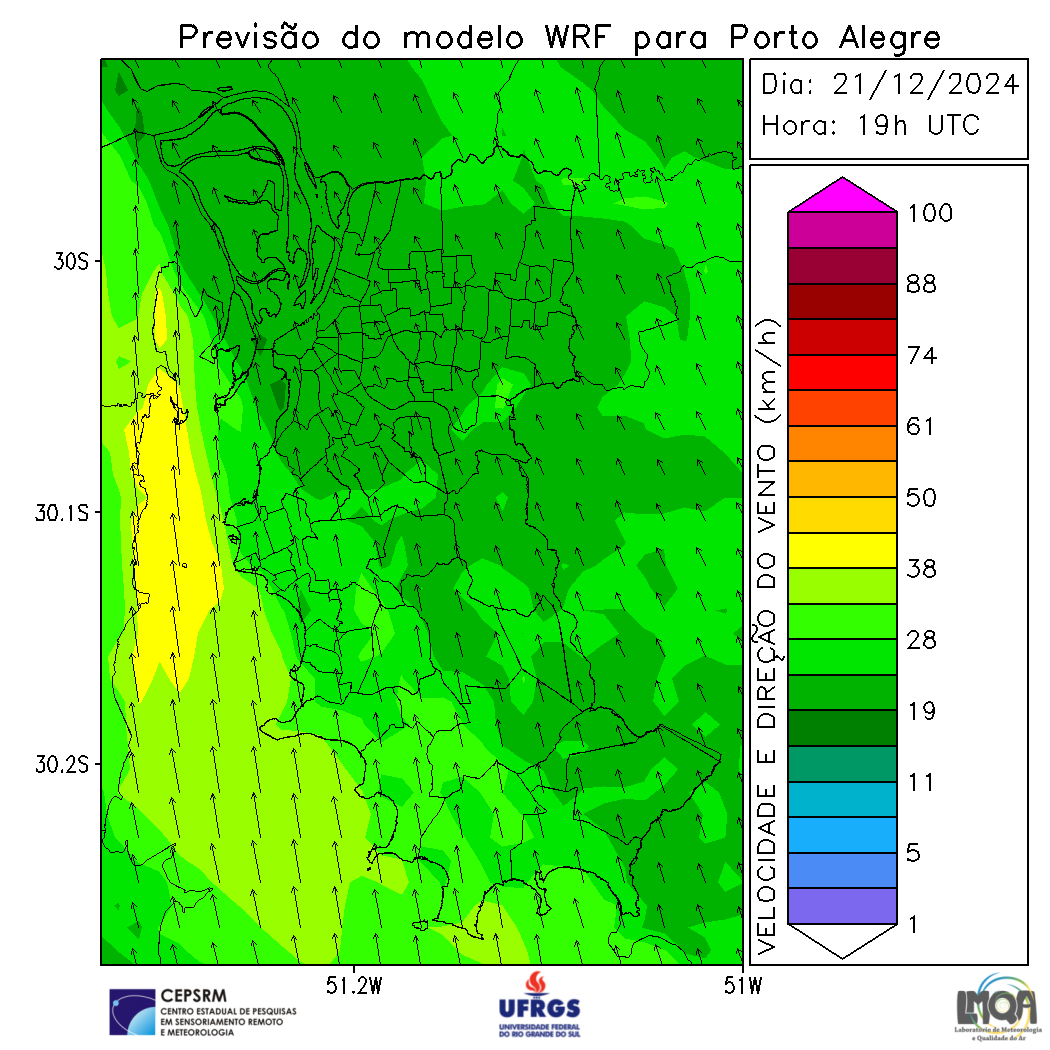 Previsão do modelo WRF para Porto Alegre
Dia: 21/12/2024
Hora: 19h UTC
30S
30.1S
30.2S
51.2W
51W
VELOCIDADE E DIREÇÃO DO VENTO (km/h)
100
88
74
61
50
38
28
19
11
5
1
CEPSRM
CENTRO ESTADUAL DE PESQUISAS
EM SENSORIAMENTO REMOTO
E METEOROLOGIA
UFRGS
UNIVERSIDADE FEDERAL
DO RIO GRANDE DO SUL
LMQA
Laboratório de Meteorologia
e Qualidade do Ar